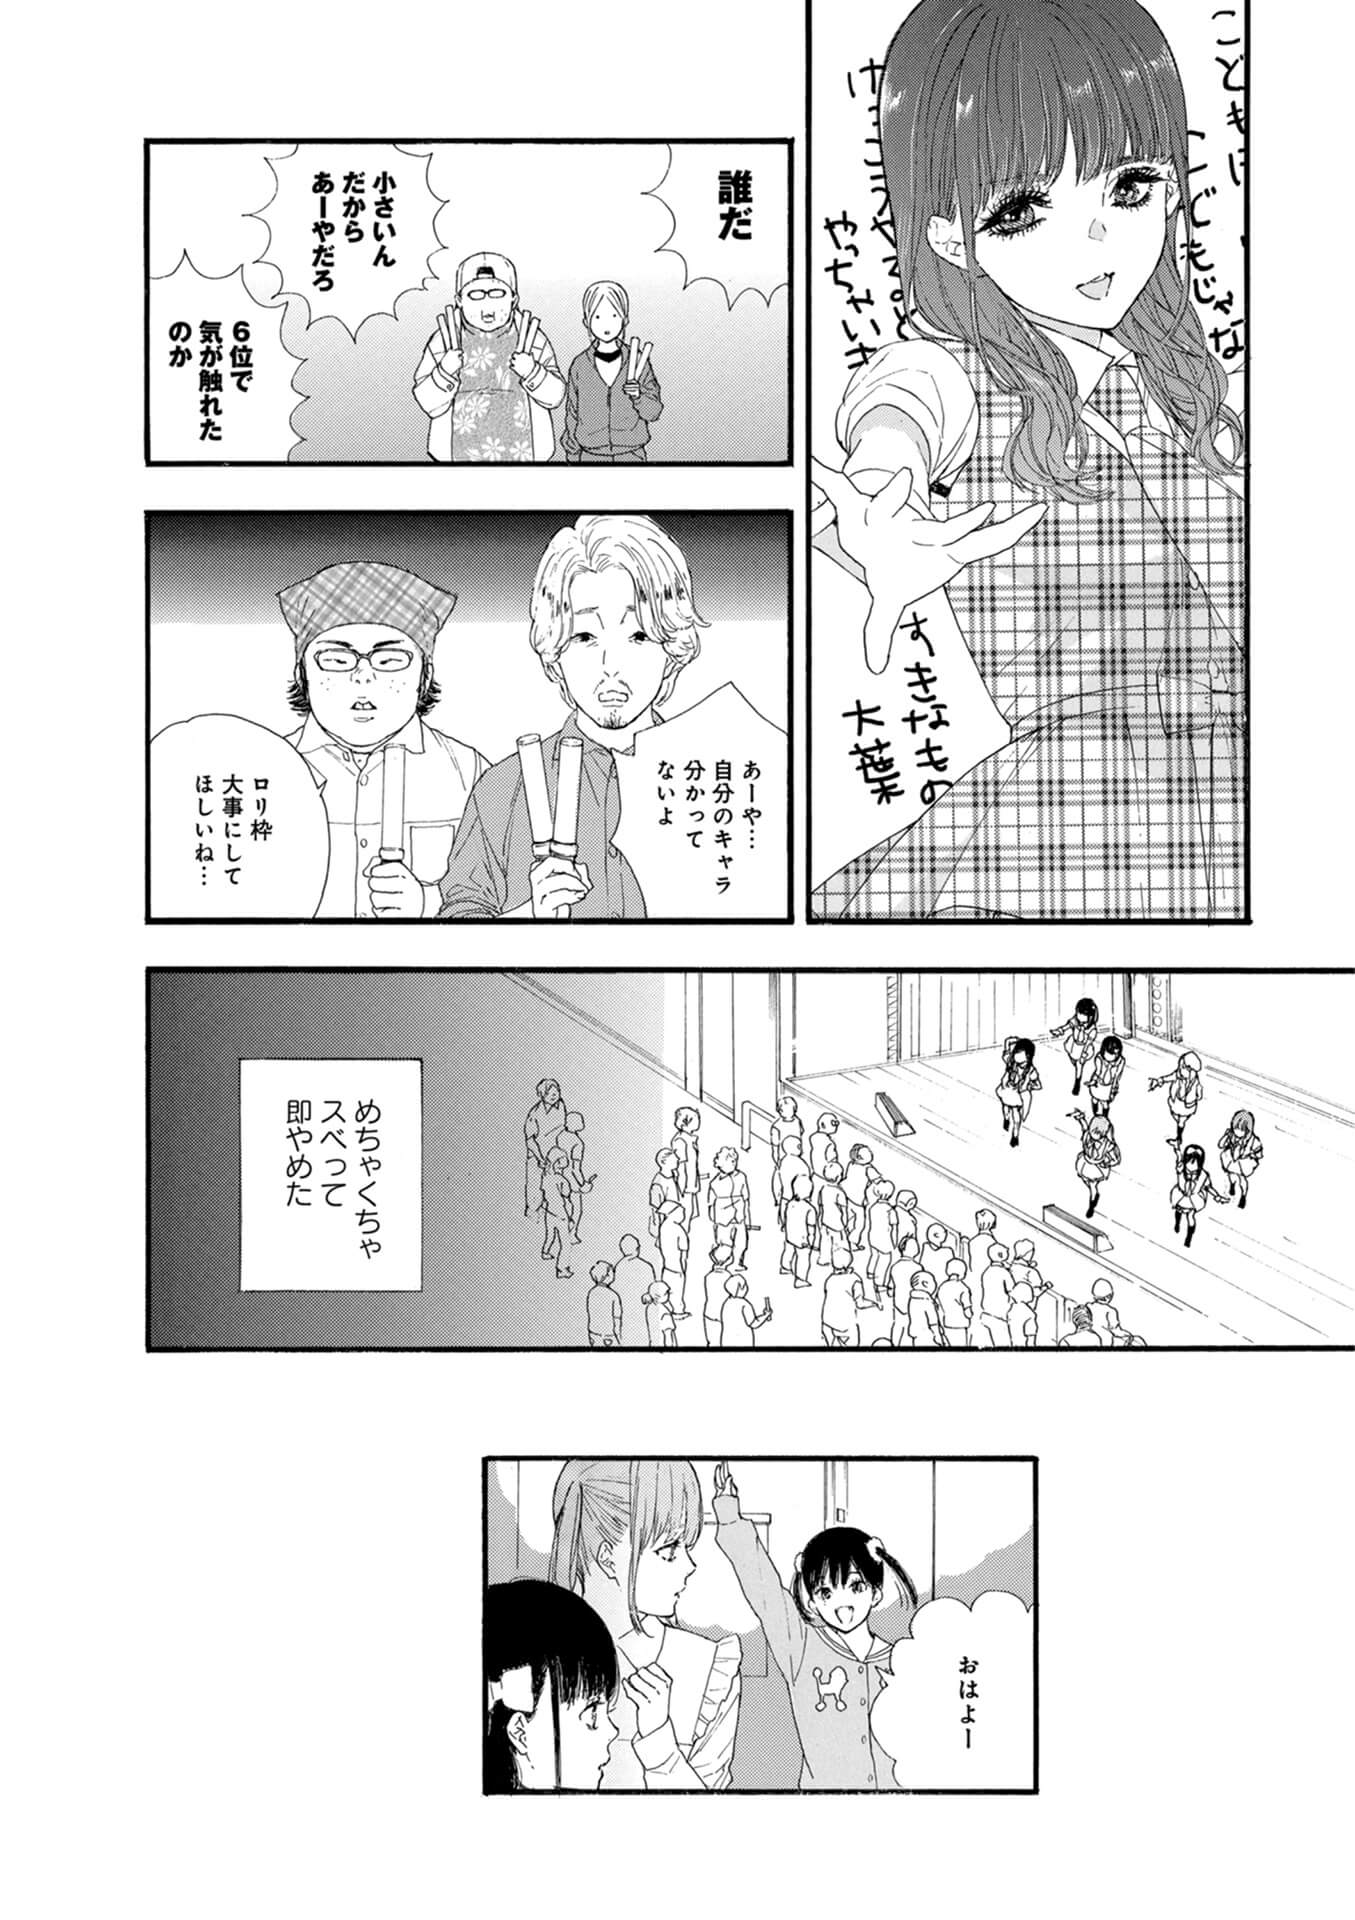 こどもじゃな
やっちゃいき
すきなもの
大葉
誰だ
小さいん
だから
あーやだろ
6位で
気が触れた
のか
あーや…
自分のキャラ
分かって
ないよ
ロリ枠
大事にして
ほしいね…
めちゃくちゃ
スベって
即やめた
おはよー